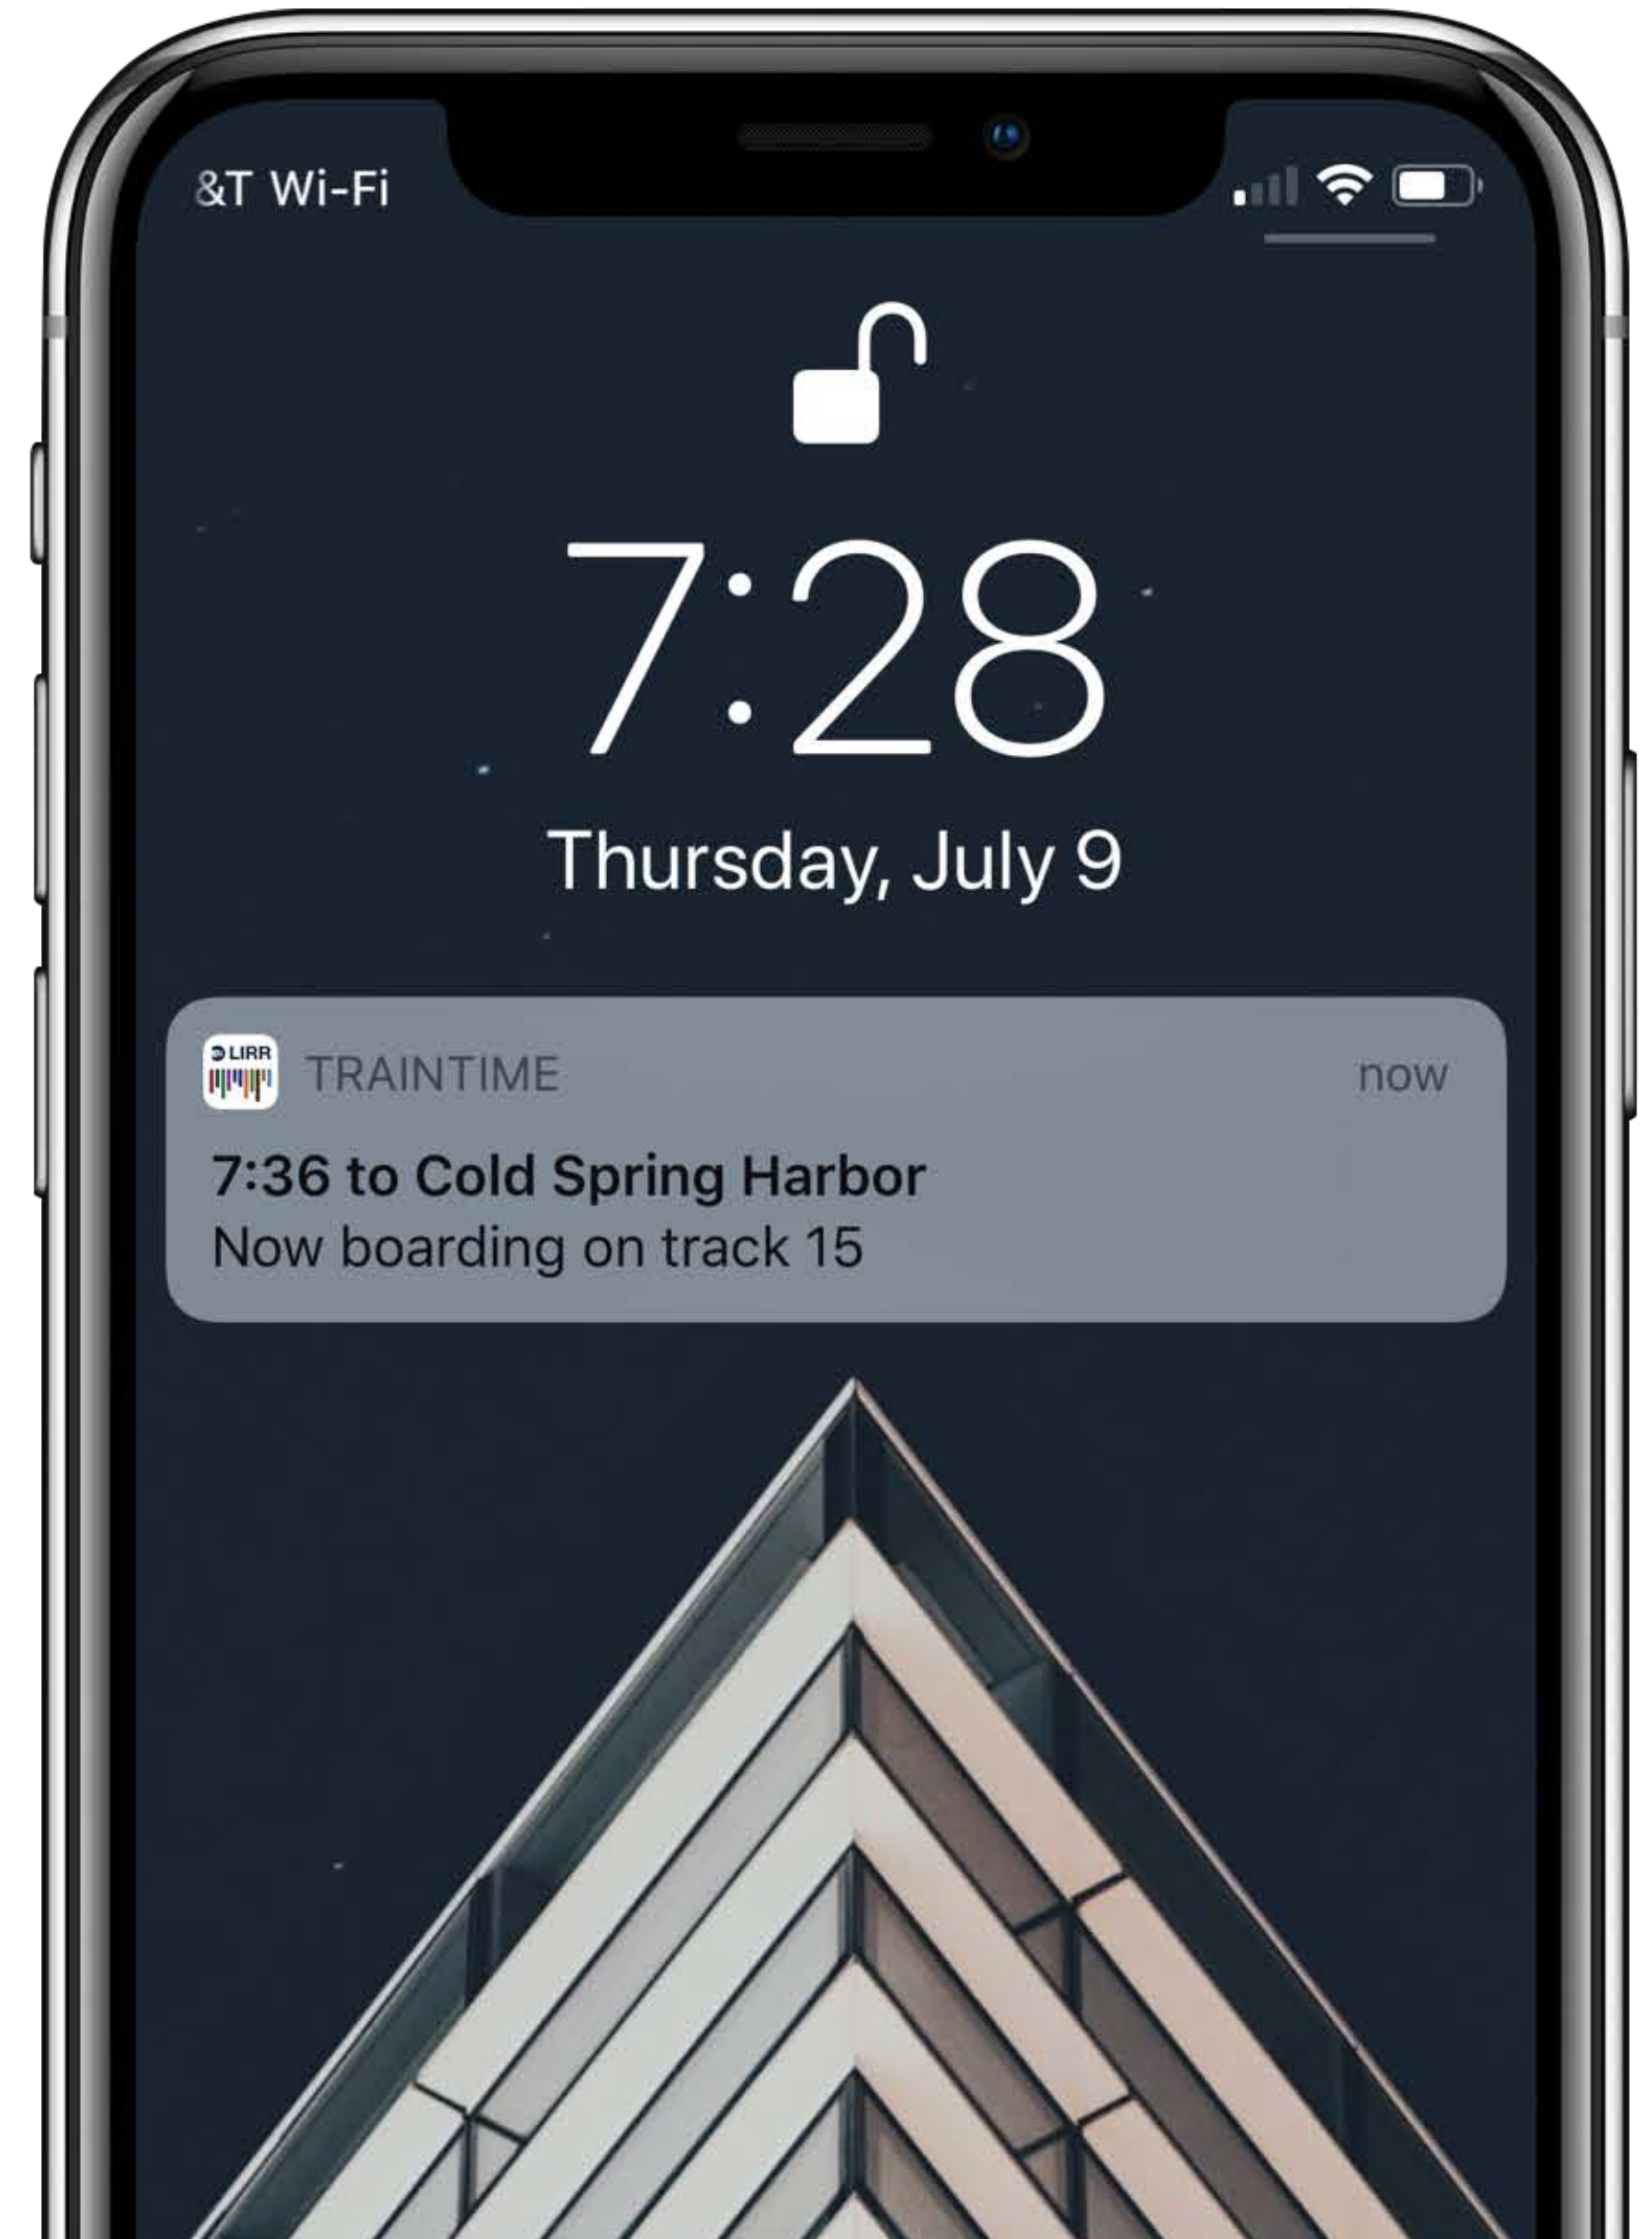 &T Wi-Fi
7:28
Thursday, July 9
LIRR
TRAINTIME
now
7:36 to Cold Spring Harbor
Now boarding on track 15